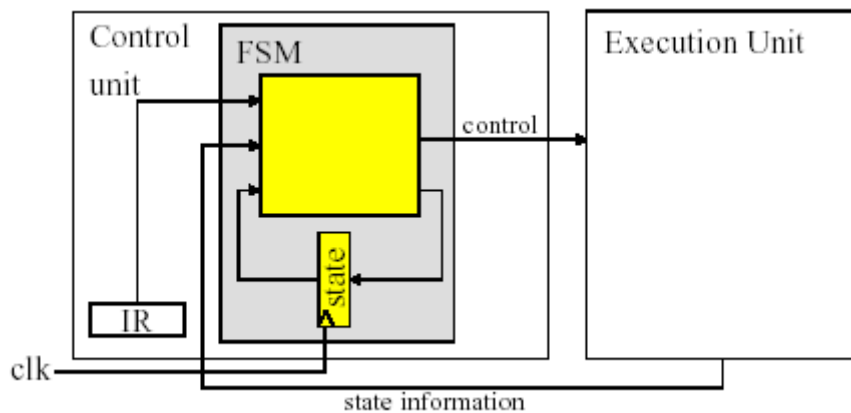 Control
unit
FSM
Execution Unit
control
state
IR
clk
state information